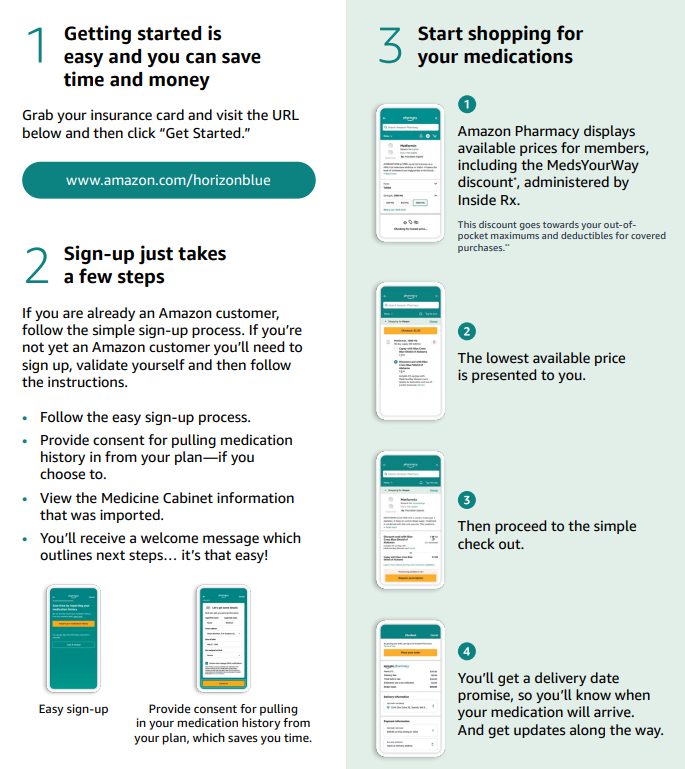 1
Getting started is
easy and you can save
time and money
Grab your insurance card and visit the URL
below and then click “Get Started.”
www.amazon.com/horizonblue
2
Sign-up just takes
a few steps
If you are already an Amazon customer,
follow the simple sign-up process. If you’re
not yet an Amazon customer you’ll need to
sign up, validate yourself and then follow
the instructions.
• Follow the easy sign-up process.
• Provide consent for pulling medication
history in from your plan—if you
choose to.
• View the Medicine Cabinet information
that was imported.
• You’ll receive a welcome message which
outlines next steps… it’s that easy!
Easy sign-up
Provide consent for pulling
in your medication history from
your plan, which saves you time.
3
Start shopping for
your medications
1
Amazon Pharmacy displays
available prices for members,
including the MedsYourWay
discount*, administered by
Inside Rx.
This discount goes towards your out-of-
pocket maximums and deductibles for covered
purchases.**
Metformin
2
The lowest available price
is presented to you.
3
Then proceed to the simple
check out.
Metformin
4
You’ll get a delivery date
promise, so you’ll know when
your medication will arrive.
And get updates along the way.
Checkout
Delivery information
Payment information